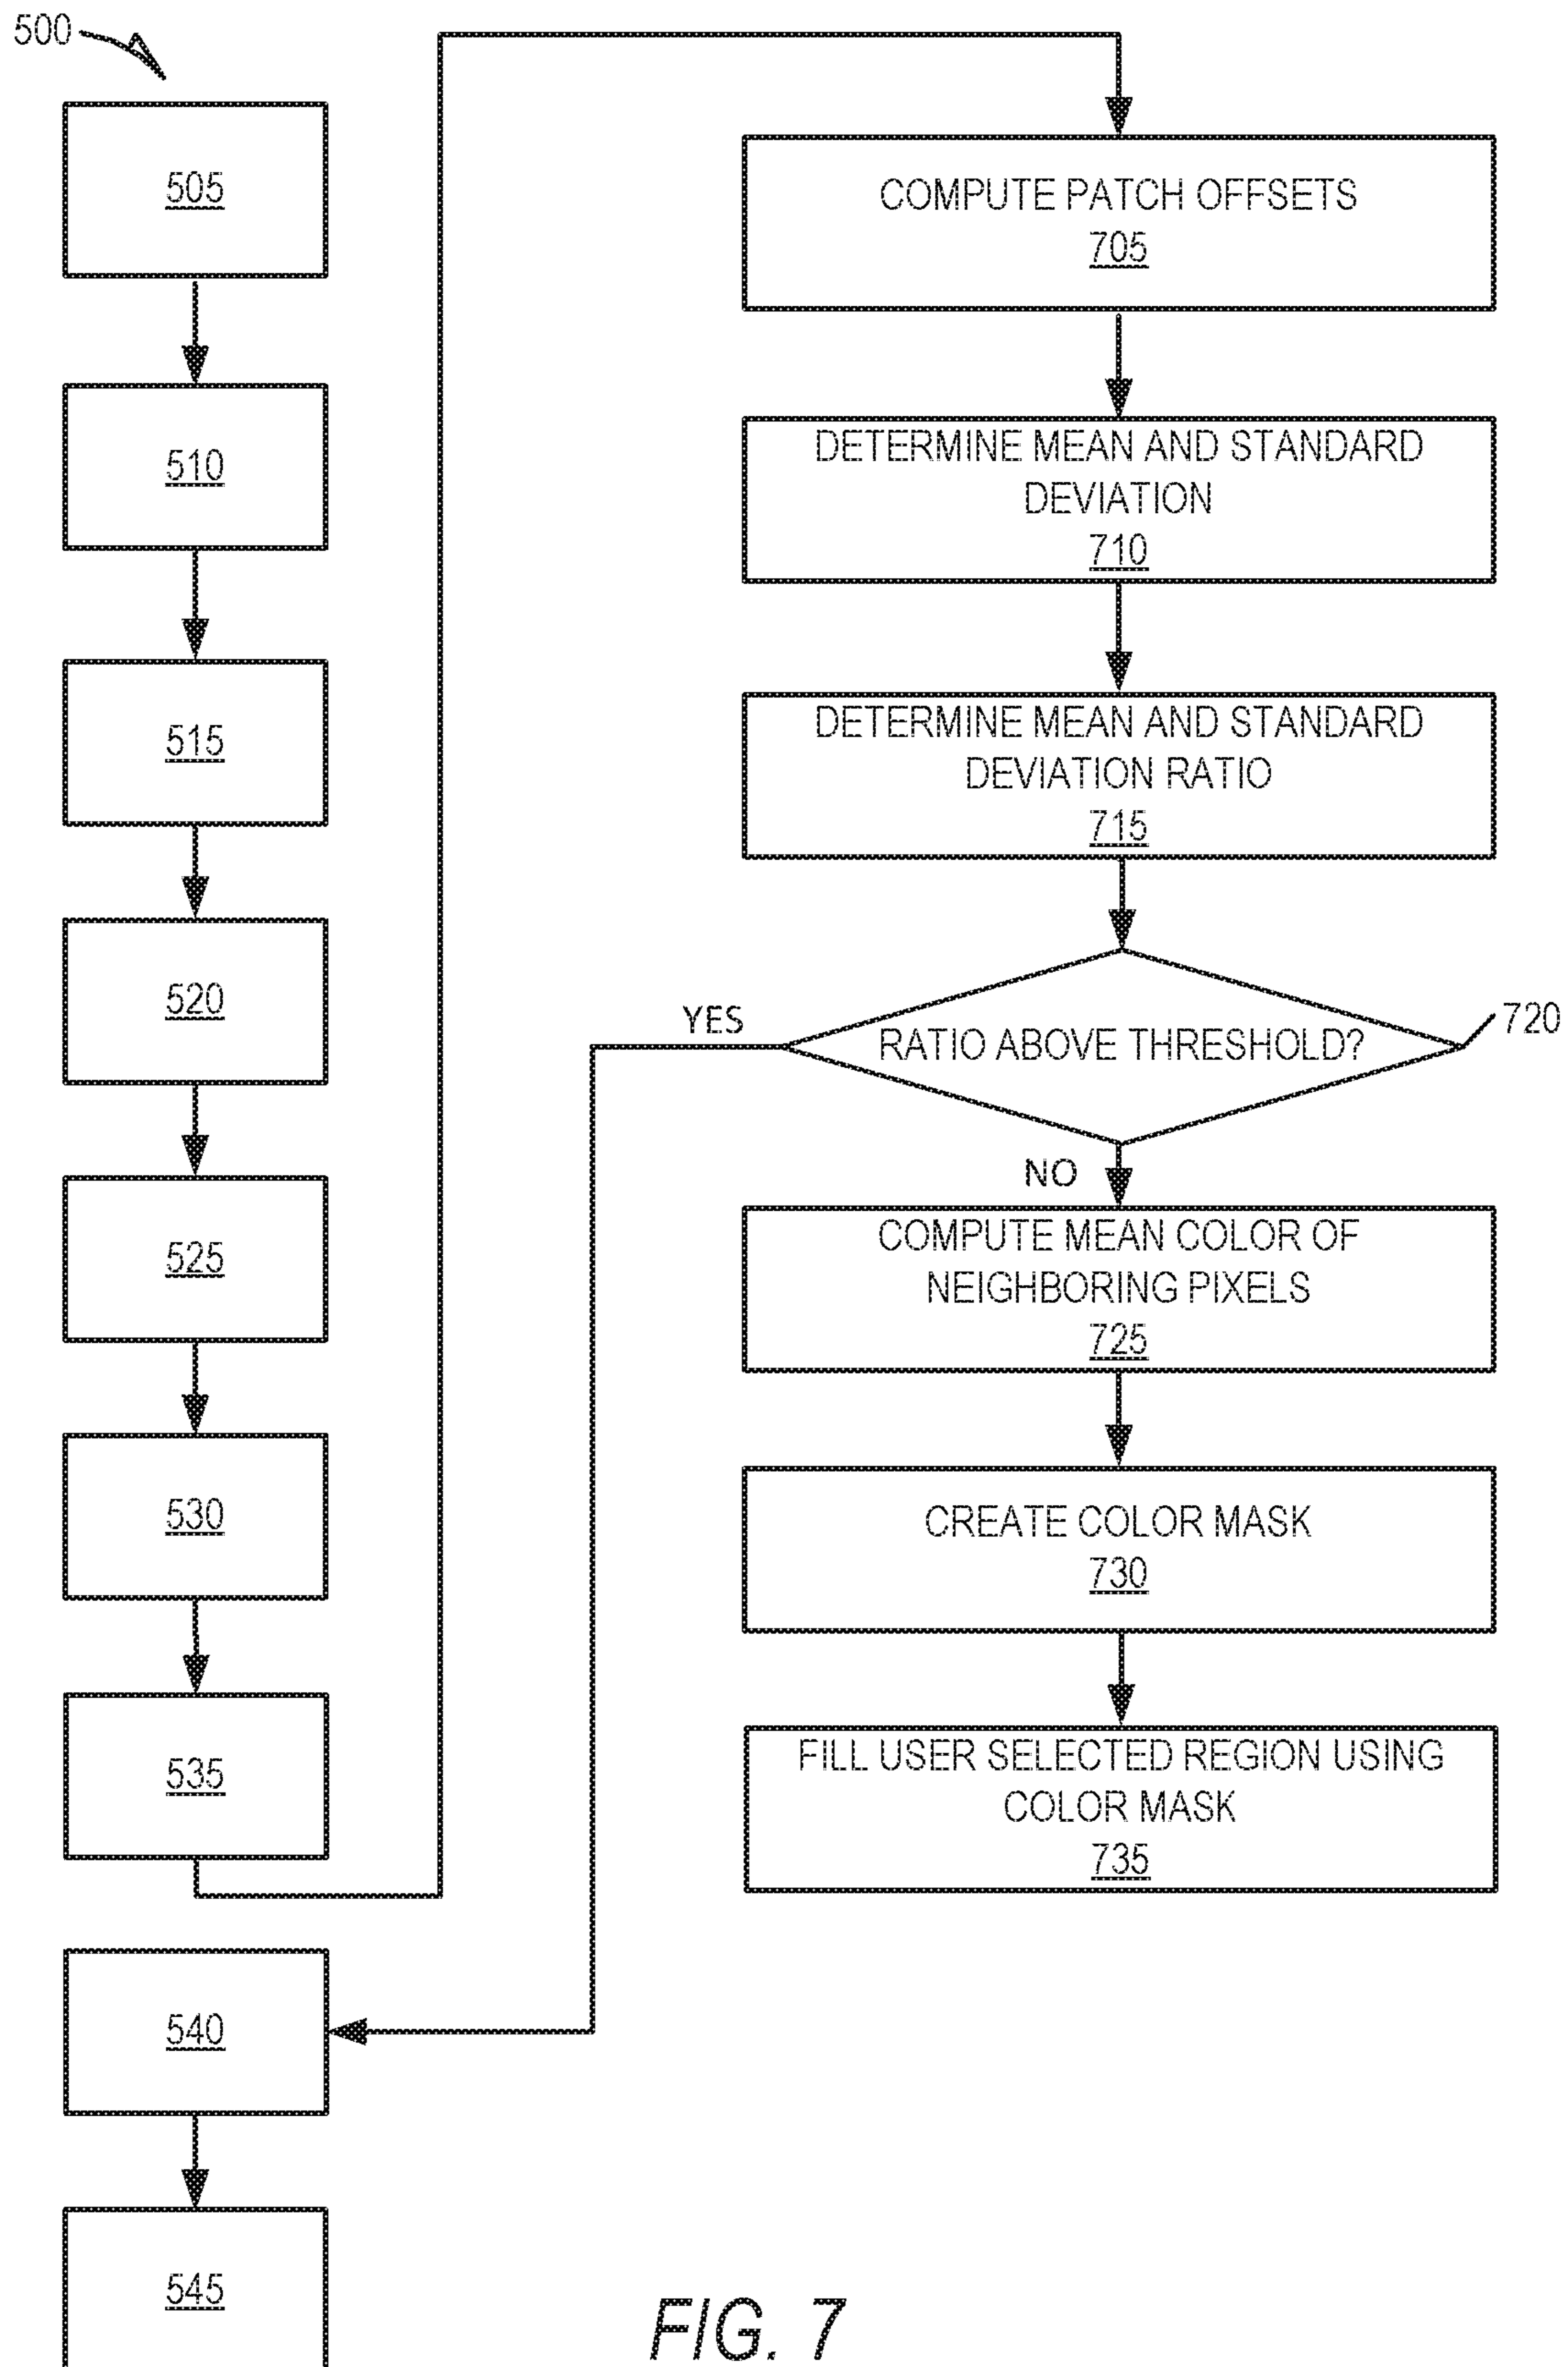 500
505
510
515
520
525
530
535
540
545
COMPUTE PATCH OFFSETS
705
DETERMINE MEAN AND STANDARD
DEVIATION
710
DETERMINE MEAN AND STANDARD
DEVIATION RATIO
715
YES
RATIO ABOVE THRESHOLD?
720
NO
COMPUTE MEAN COLOR OF
NEIGHBORING PIXELS
725
CREATE COLOR MASK
730
FILL USER SELECTED REGION USING
COLOR MASK
735
FIG. 7